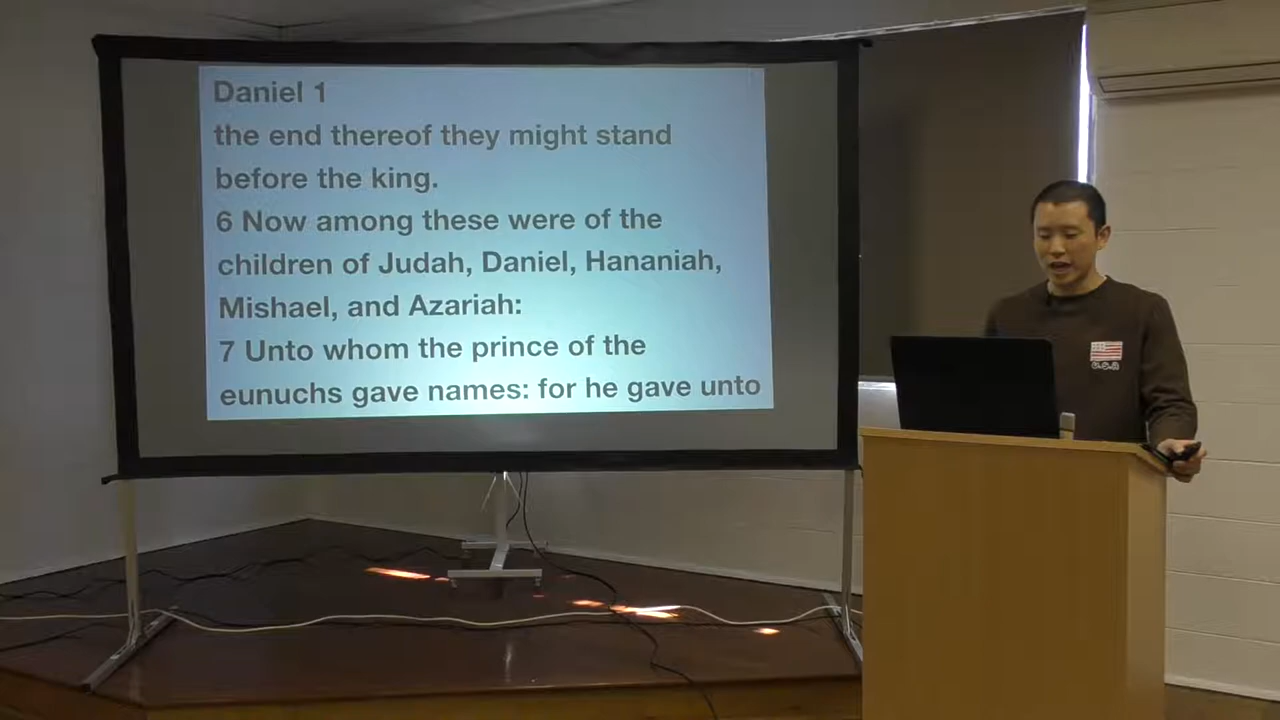 Daniel 1
the end thereof they might stand
before the king.
6 Now among these were of the
children of Judah, Daniel, Hananiah,
Mishael, and Azariah:
7 Unto whom the prince of the
eunuchs gave names: for he gave unto
U.S.A